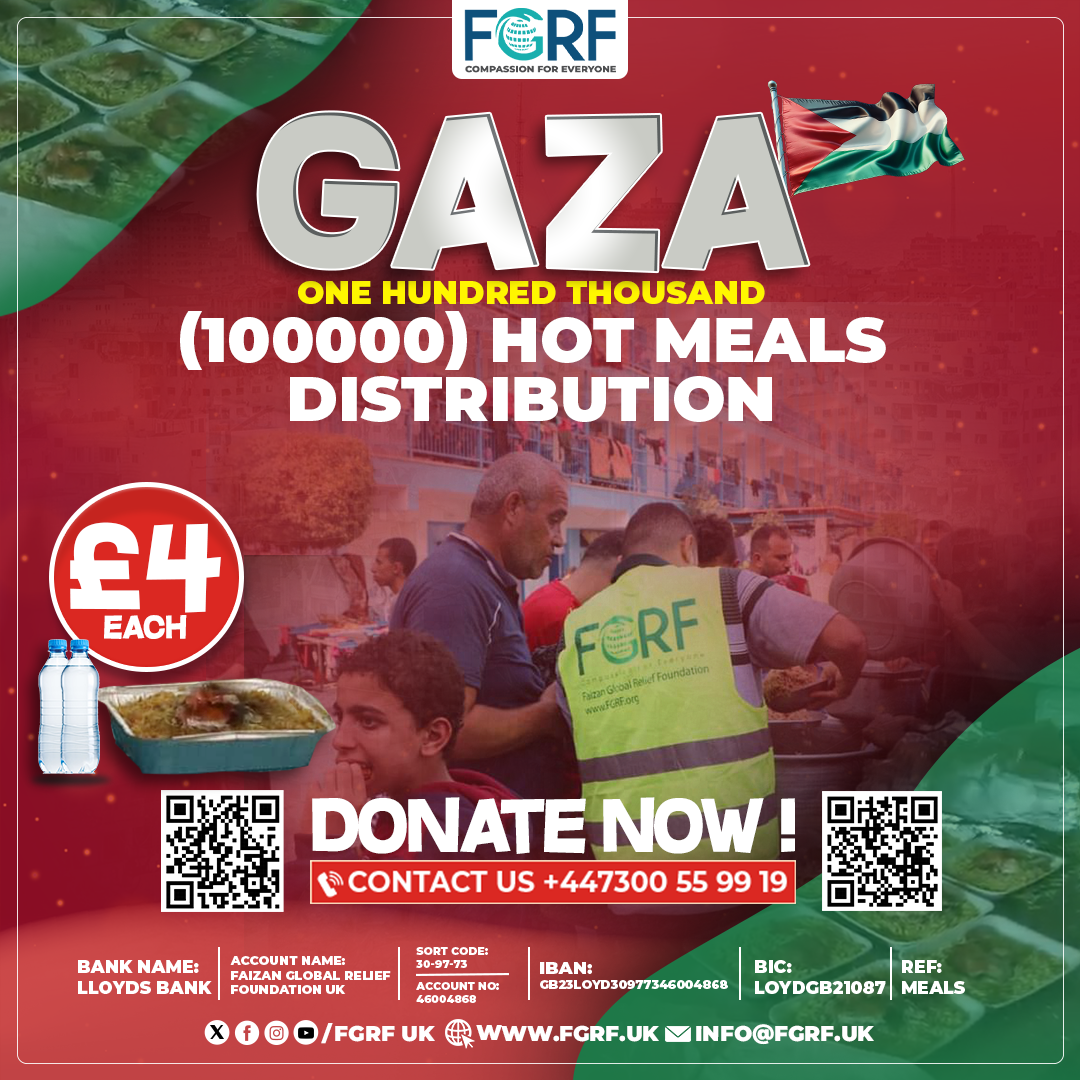 FGRF
COMPASSION FOR EVERYONE
GAZA
ONE HUNDRED THOUSAND
(100000) HOT MEALS
DISTRIBUTION
£4
EACH
FGRF
Faizan Global Relief Foundation
www.FGRF.org
DONATE NOW !
CONTACT US +447300 55 99 19
BANK NAME:
LLOYDS BANK
ACCOUNT NAME:
FAIZAN GLOBAL RELIEF
FOUNDATION UK
SORT CODE:
30-97-73
ACCOUNT NO:
46004868
IBAN:
GB23LOYD30977346004868
BIC:
LOYDGB21087
REF:
MEALS
/FGRF UK WWW.FGRF.UK INFO@FGRF.UK